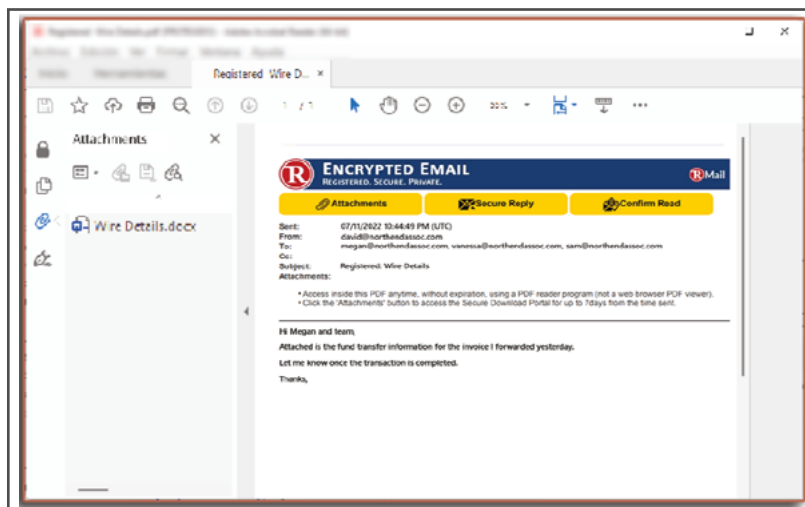 Registered Wire D... ×
Attachments ×
Wire Details.docx
R ENCRYPTED EMAIL
REGISTERED. SECURE. PRIVATE.
RMail
Attachments Secure Reply Confirm Read
Sent: 07/11/2022 10:44:49 PM (UTC)
From: david@northendassoc.com
To: megan@northendassoc.com, vanessa@northendassoc.com, sam@northendassoc.com
Cc:
Subject: Registered: Wire Details
Attachments:
• Access inside this PDF anytime, without expiration, using a PDF reader program (not a web browser PDF viewer).
• Click the 'Attachments' button to access the Secure Download Portal for up to 7days from the time sent.
Hi Megan and team,
Attached is the fund transfer information for the invoice I forwarded yesterday.
Let me know once the transaction is completed.
Thanks,